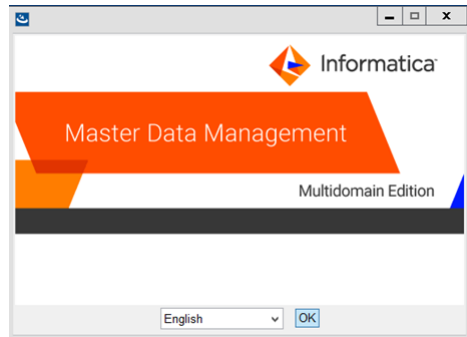 Informatica
Master Data Management
Multidomain Edition
English
OK